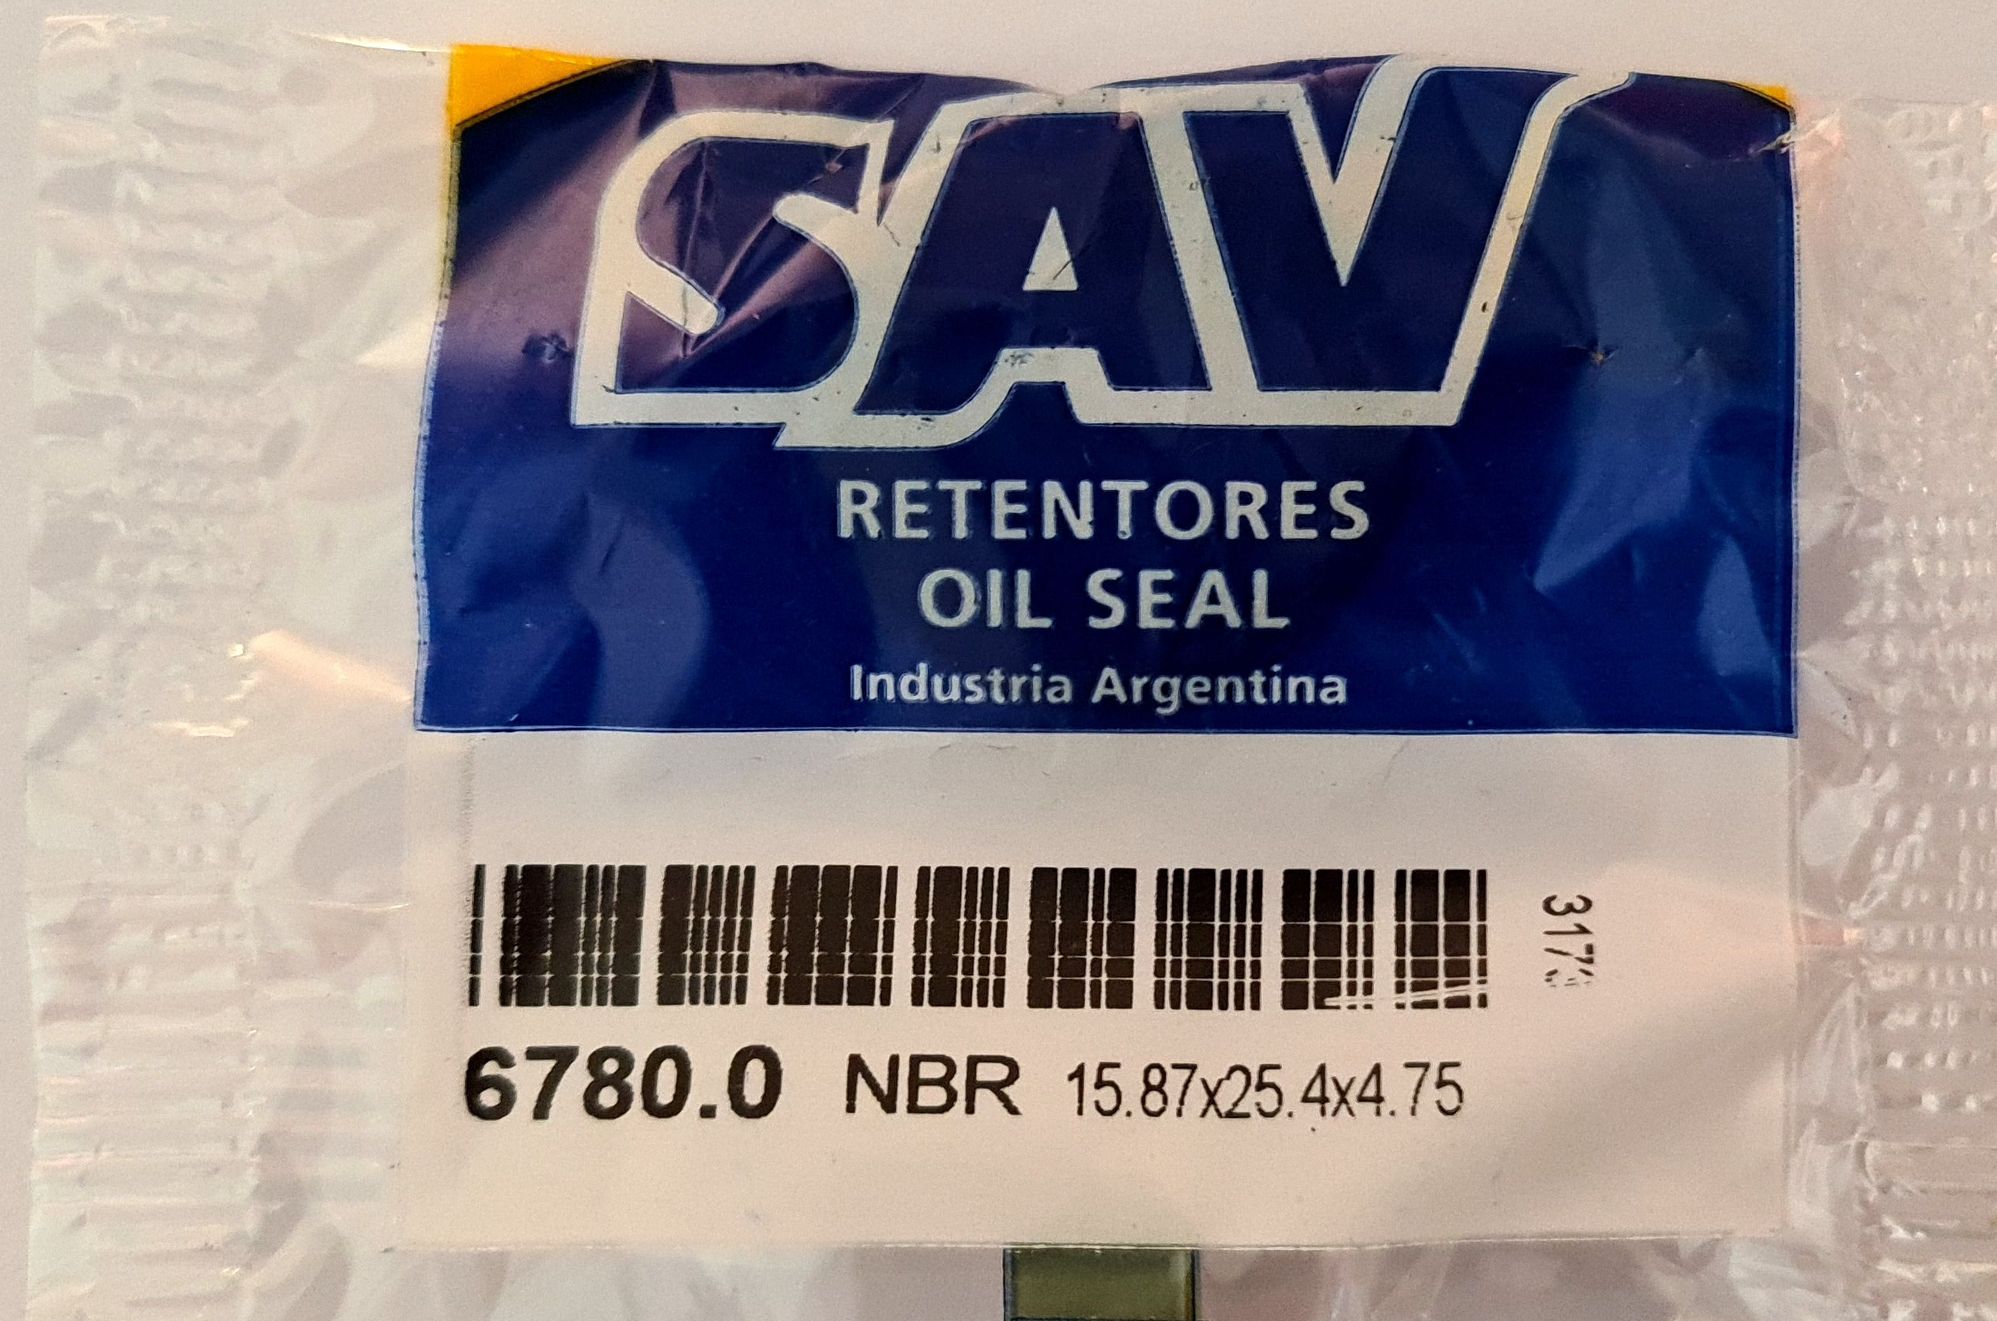 SAV
RETENTORES
OIL SEAL
Industria Argentina
6780.0 NBR 15.87x25.4x4.75